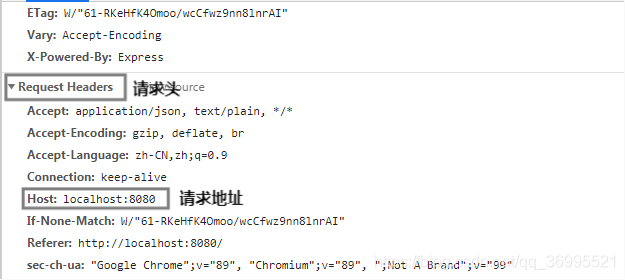 ETag: W/"61-RKeHfK4Omoo/wcCfwz9nn8lnrAI"
Vary: Accept-Encoding
X-Powered-By: Express
Request Headers 请求头 source
Accept: application/json, text/plain, */*
Accept-Encoding: gzip, deflate, br
Accept-Language: zh-CN,zh;q=0.9
Connection: keep-alive
Host: localhost:8080 请求地址
If-None-Match: W/"61-RKeHfK4Omoo/wcCfwz9nn8lnrAI"
Referer: http://localhost:8080/
sec-ch-ua: "Google Chrome";v="89", "Chromium";v="89", ";Not A Brand";v="99"